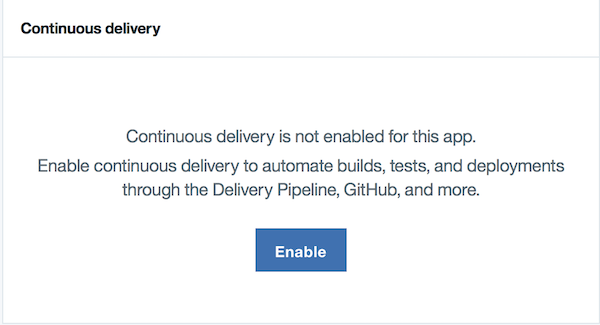 Continuous delivery
Continuous delivery is not enabled for this app.
Enable continuous delivery to automate builds, tests, and deployments
through the Delivery Pipeline, GitHub, and more.
Enable